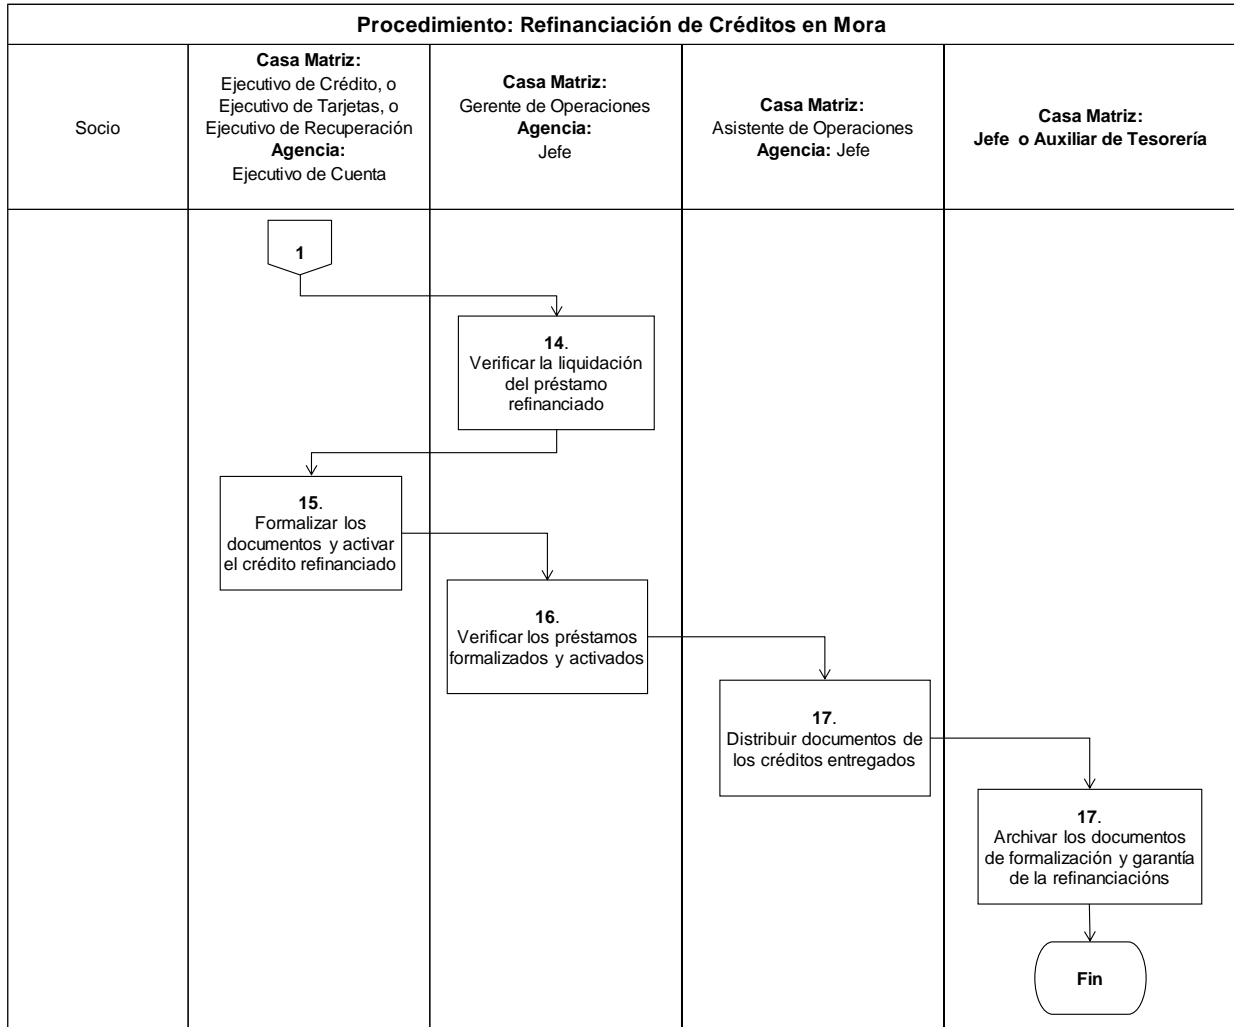 Procedimiento: Refinanciación de Créditos en Mora
Socio
Casa Matriz:
Ejecutivo de Crédito, o
Ejecutivo de Tarjetas, o
Ejecutivo de Recuperación
Agencia:
Ejecutivo de Cuenta
Casa Matriz:
Gerente de Operaciones
Agencia:
Jefe
Casa Matriz:
Asistente de Operaciones
Agencia: Jefe
Casa Matriz:
Jefe o Auxiliar de Tesorería
1
14.
Verificar la liquidación
del préstamo
refinanciado
15.
Formalizar los
documentos y activar
el crédito refinanciado
16.
Verificar los préstamos
formalizados y activados
17.
Distribuir documentos de
los créditos entregados
17.
Archivar los documentos
de formalización y garantía
de la refinanciacións
Fin